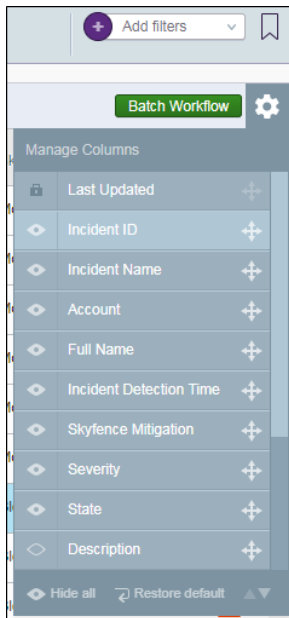 Add filters
Batch Workflow
Manage Columns
Last Updated
Incident ID
Incident Name
Account
Full Name
Incident Detection Time
Skyfence Mitigation
Severity
State
Description
Hide all Restore default